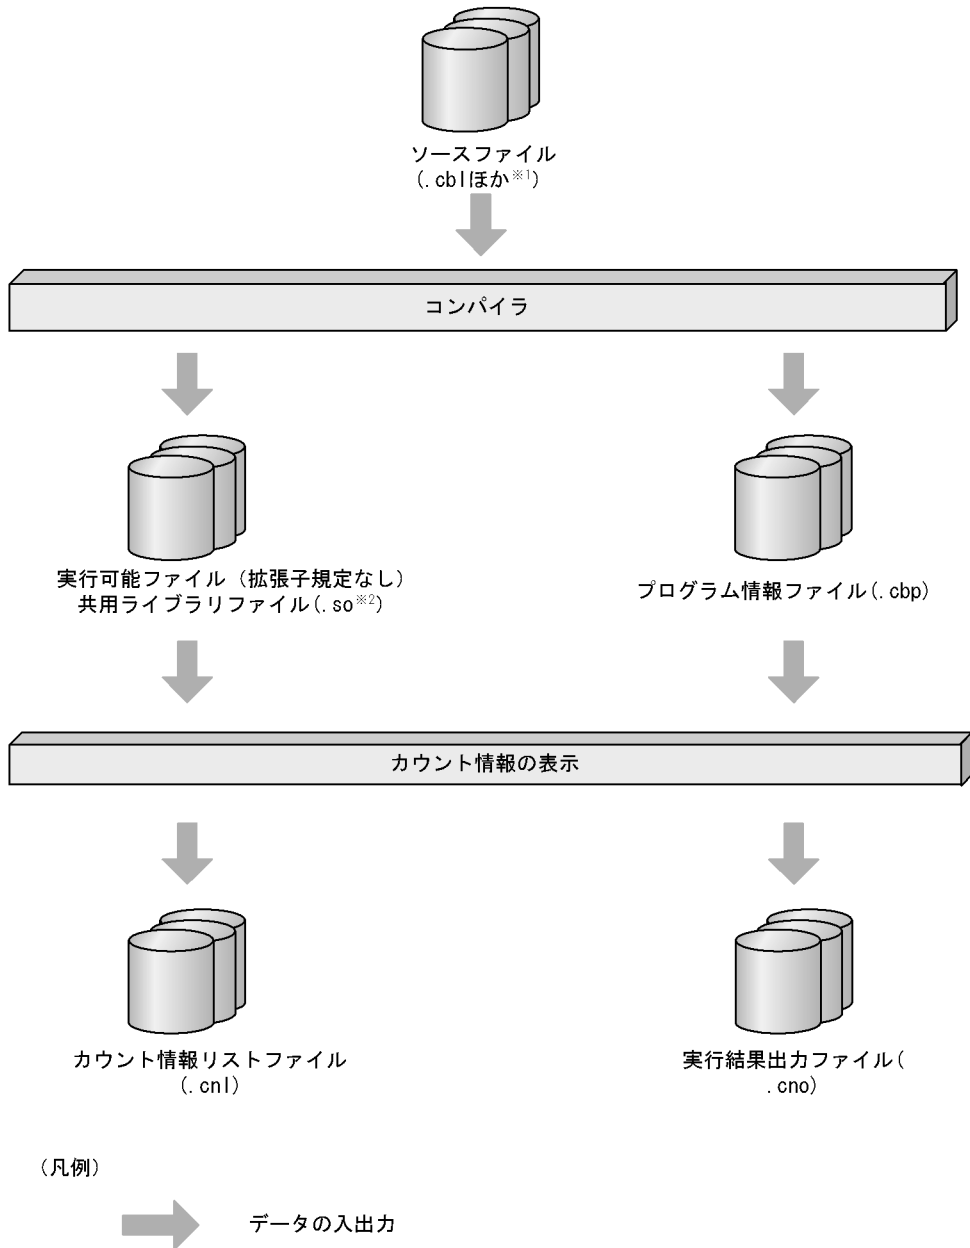 ソースファイル
(.cblほか※1)
コンパイラ
実行可能ファイル（拡張子規定なし）
共用ライブラリファイル(.so※2)
プログラム情報ファイル(.cbp)
カウント情報の表示
カウント情報リストファイル
(.cnl)
実行結果出力ファイル(
.cno)
(凡例)
データの入出力